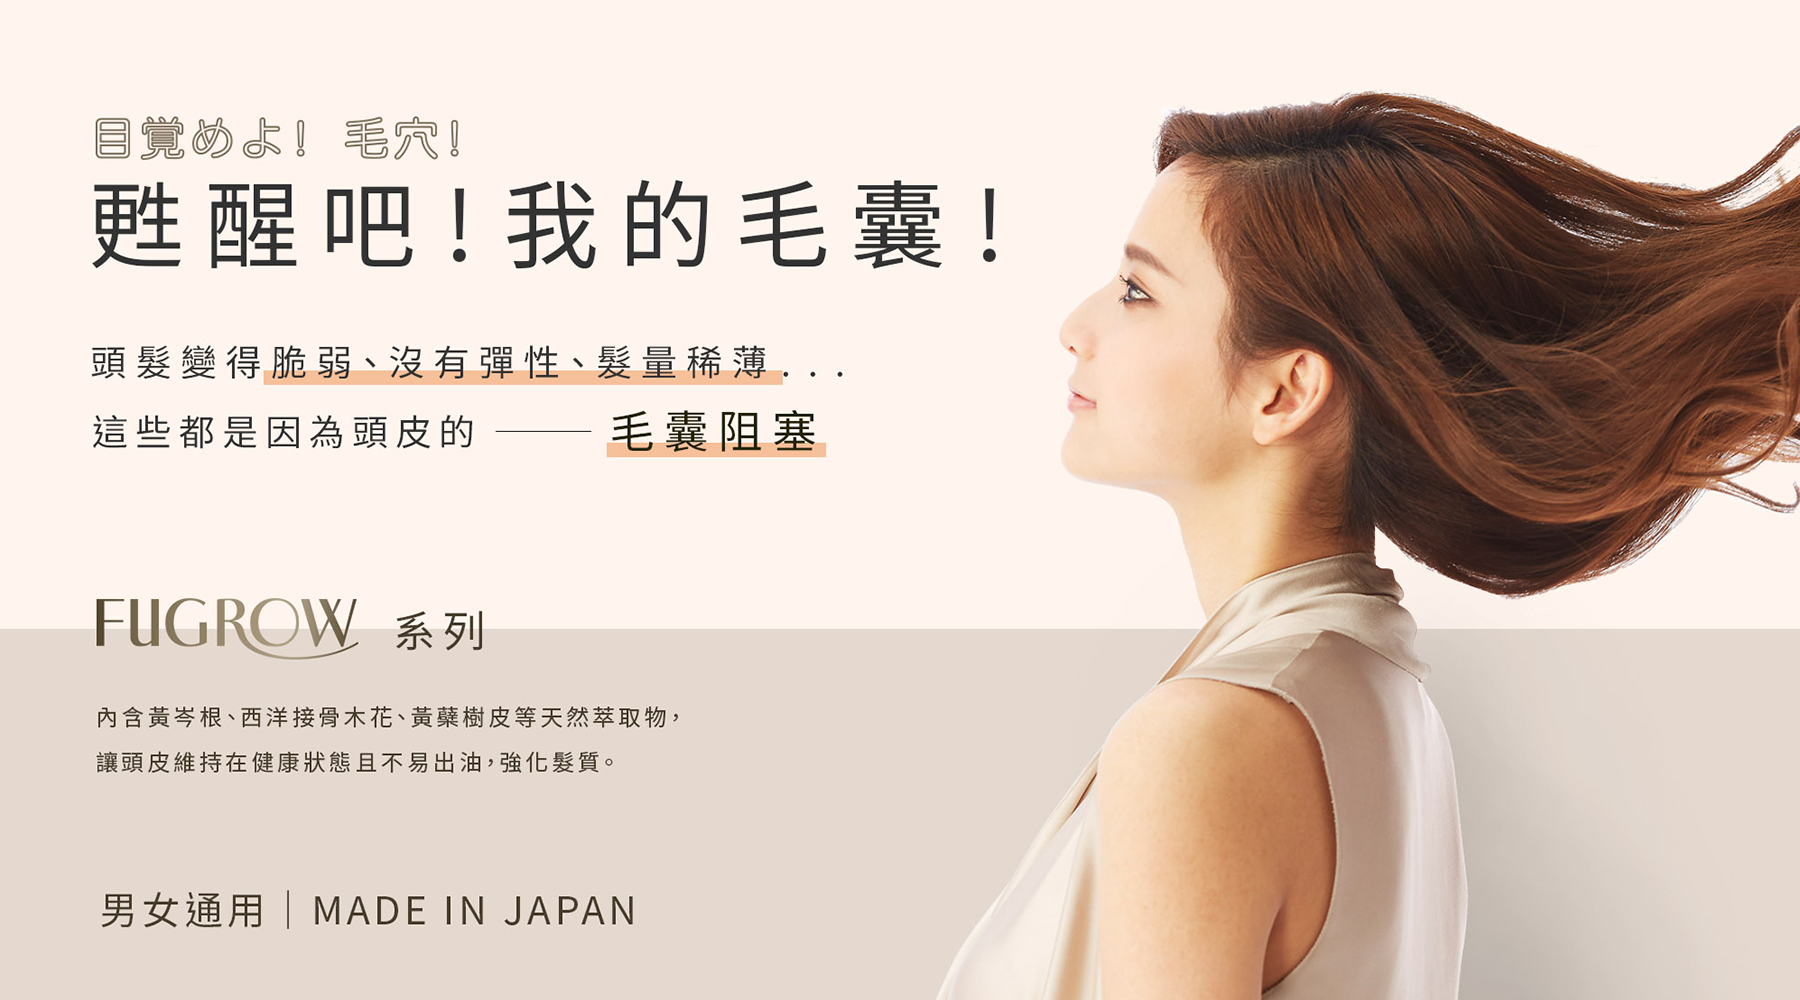 目覚めよ! 毛穴!
甦醒吧!我的毛囊!
頭髮變得脆弱、沒有彈性、髮量稀薄...
這些都是因為頭皮的 —— 毛囊阻塞
FUGROW 系列
內含黃岑根、西洋接骨木花、黃蘗樹皮等天然萃取物,
讓頭皮維持在健康狀態且不易出油,強化髮質。
男女通用|MADE IN JAPAN